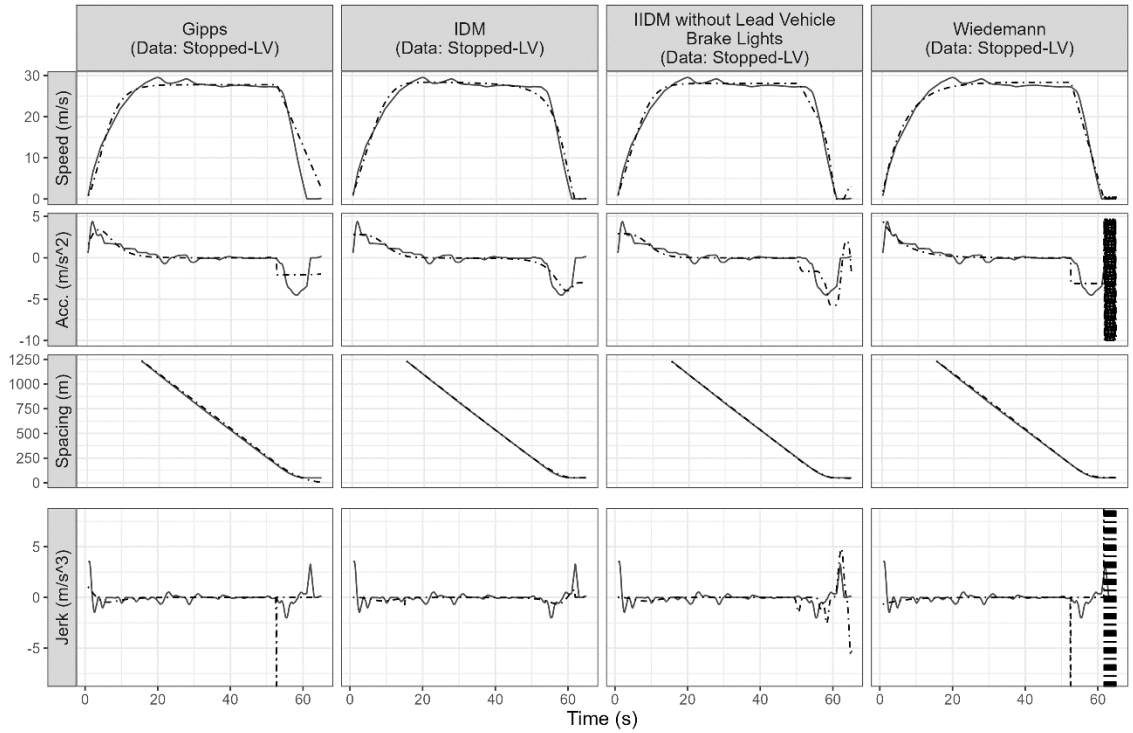 Gipps
(Data: Stopped-LV)
IDM
(Data: Stopped-LV)
IIDM without Lead Vehicle
Brake Lights
(Data: Stopped-LV)
Wiedemann
(Data: Stopped-LV)
Speed (m/s)
30
20
10
0
Acc. (m/s^2)
5
0
-5
-10
Spacing (m)
1250
1000
750
500
250
0
Jerk (m/s^3)
5
0
-5
0 20 40 60
0 20 40 60
0 20 40 60
0 20 40 60
Time (s)